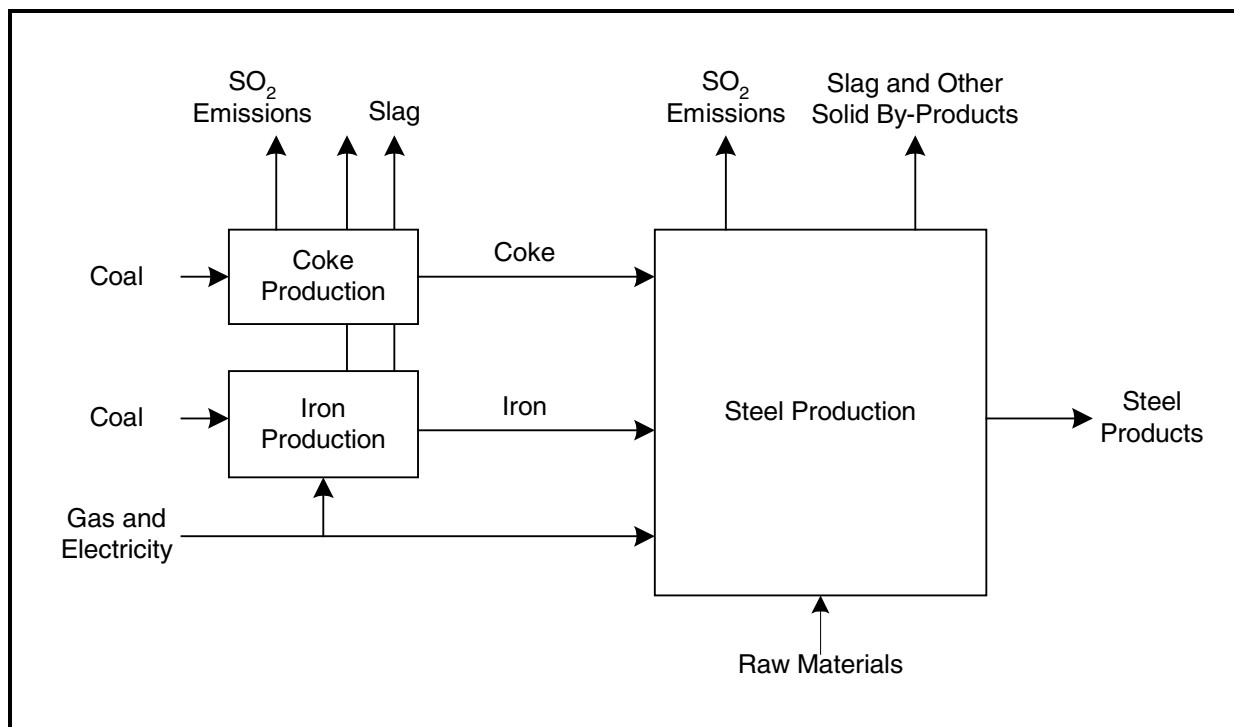 SO₂
Emissions
Slag
SO₂
Emissions
Slag and Other
Solid By-Products
Coal
Coke
Production
Coke
Coal
Iron
Production
Iron
Steel Production
Steel
Products
Gas and
Electricity
Raw Materials